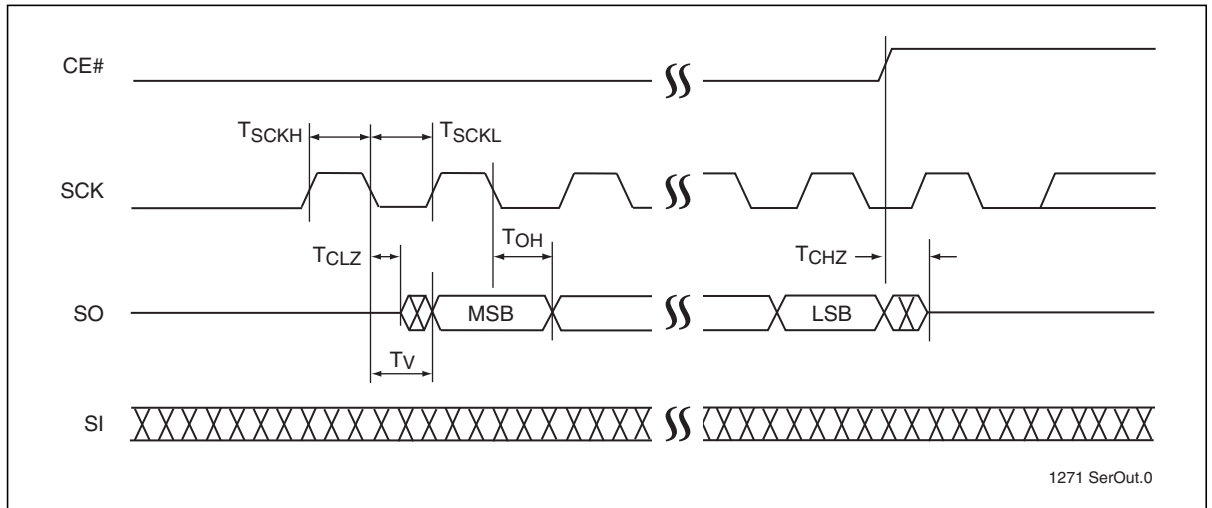 CE#
TSCKH TSCKL
SCK
TOH
TCLZ TCHZ
SO MSB LSB
TV
SI
1271 SerOut.0